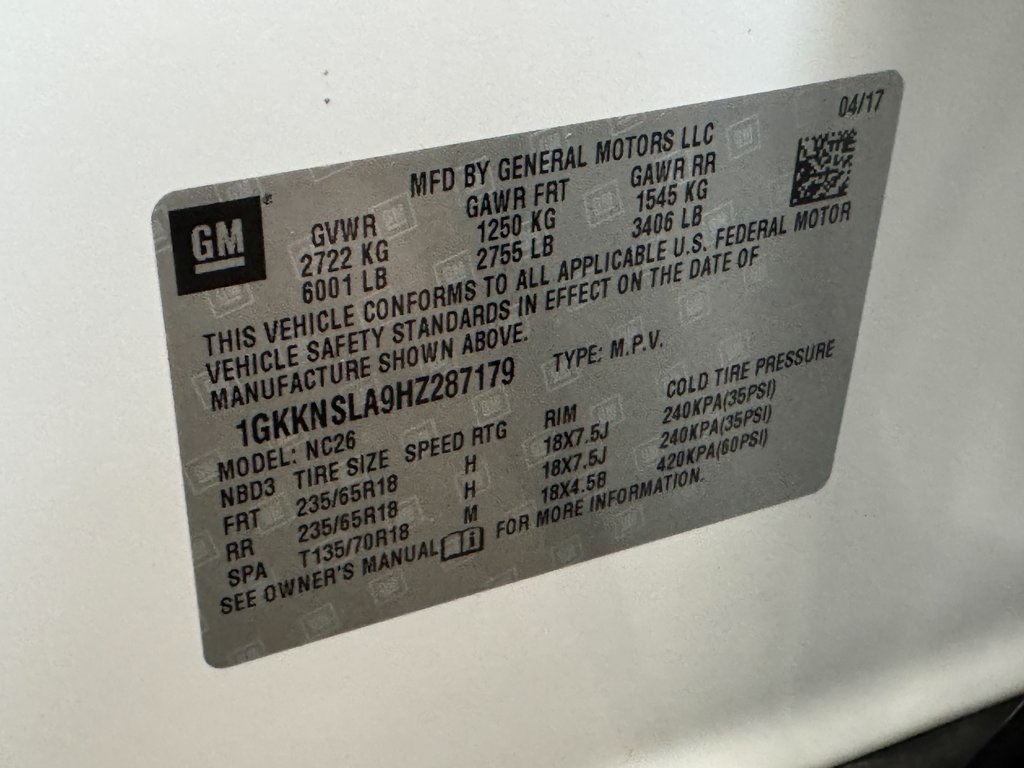 04/17
MFD BY GENERAL MOTORS LLC
GM
GVWR GAWR FRT GAWR RR
2722 KG 1250 KG 1545 KG
6001 LB 2755 LB 3406 LB
THIS VEHICLE CONFORMS TO ALL APPLICABLE U.S. FEDERAL MOTOR
VEHICLE SAFETY STANDARDS IN EFFECT ON THE DATE OF
MANUFACTURE SHOWN ABOVE.
1GKKNSLA9HZ287179 TYPE: M.P.V.
MODEL: NC26
NBD3 TIRE SIZE SPEED RTG RIM COLD TIRE PRESSURE
FRT 235/65R18 H 18X7.5J 240KPA(35PSI)
RR 235/65R18 H 18X7.5J 240KPA(35PSI)
SPA T135/70R18 M 18X4.5B 420KPA(60PSI)
SEE OWNER'S MANUAL i FOR MORE INFORMATION.